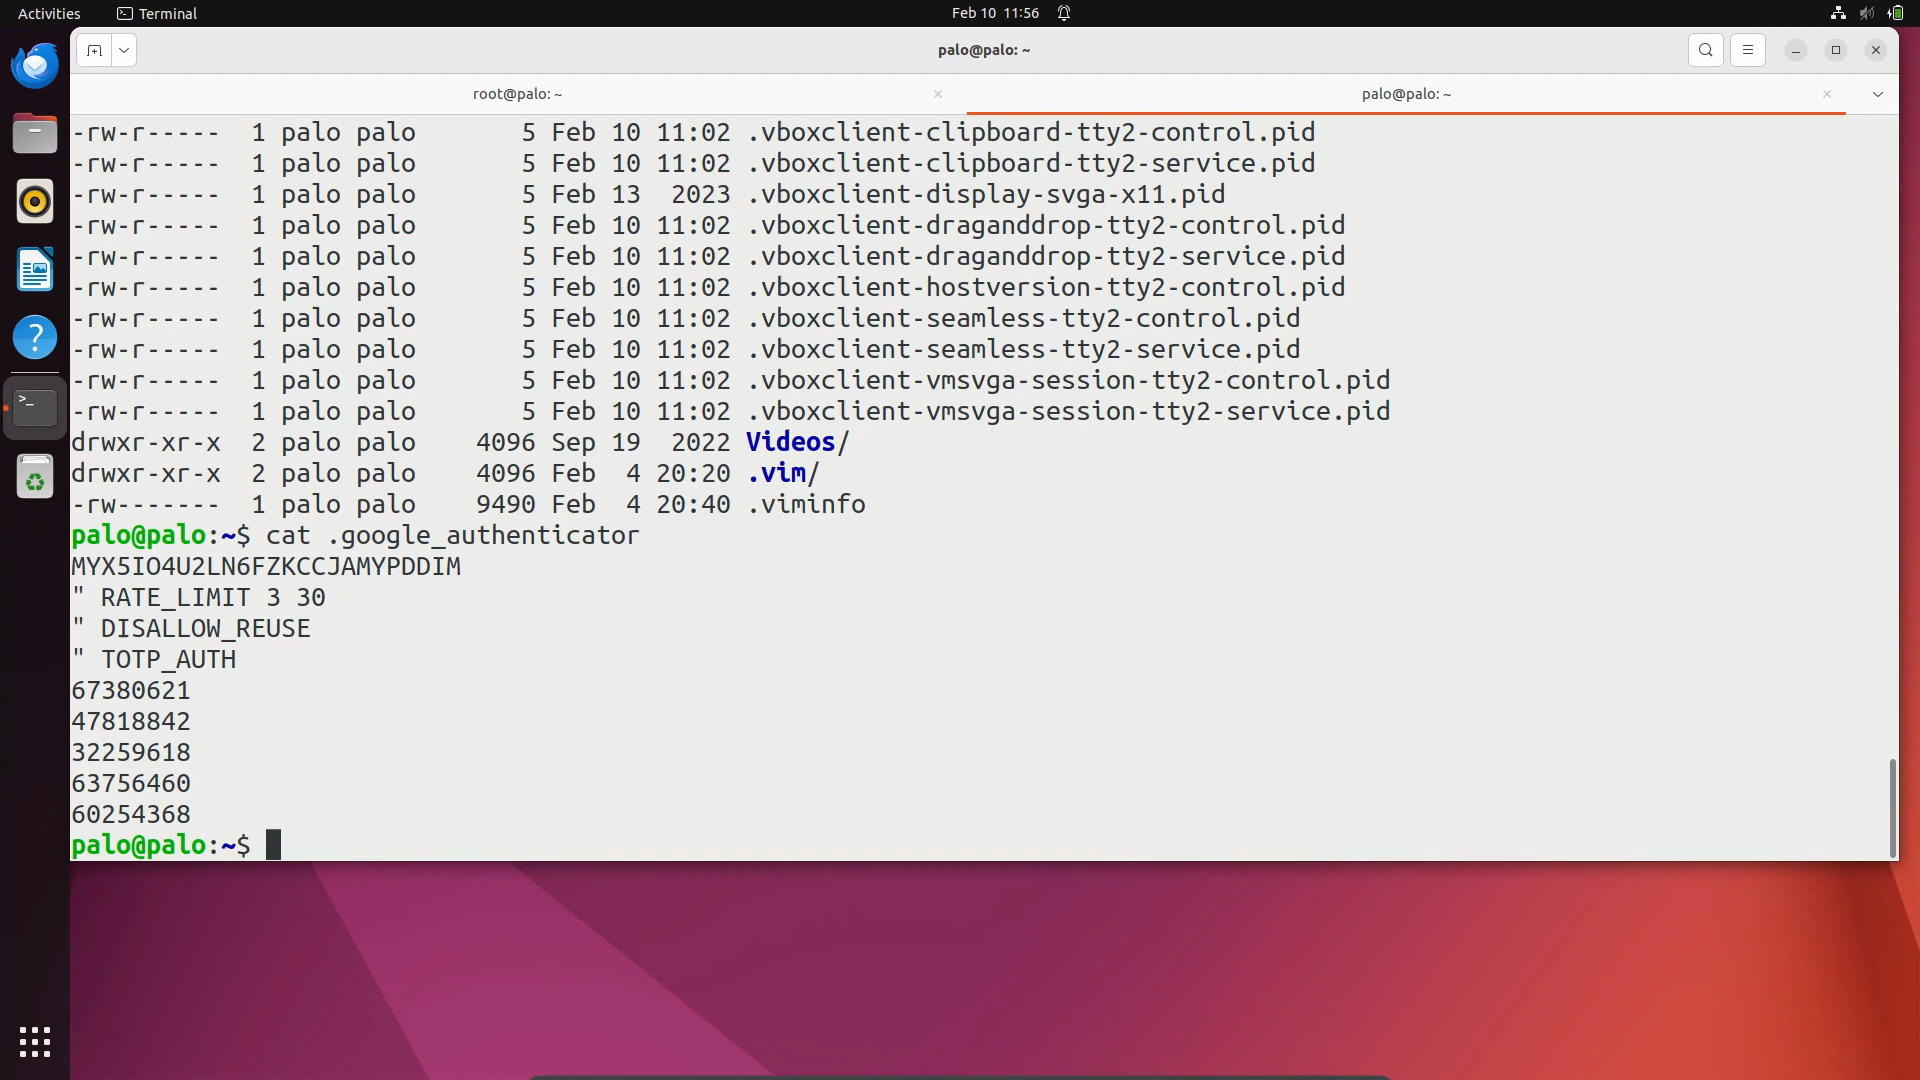 Activities Terminal Feb 10 11:56
palo@palo: ~
root@palo: ~ palo@palo: ~
-rw-r----- 1 palo palo 5 Feb 10 11:02 .vboxclient-clipboard-tty2-control.pid
-rw-r----- 1 palo palo 5 Feb 10 11:02 .vboxclient-clipboard-tty2-service.pid
-rw-r----- 1 palo palo 5 Feb 13 2023 .vboxclient-display-svga-x11.pid
-rw-r----- 1 palo palo 5 Feb 10 11:02 .vboxclient-draganddrop-tty2-control.pid
-rw-r----- 1 palo palo 5 Feb 10 11:02 .vboxclient-draganddrop-tty2-service.pid
-rw-r----- 1 palo palo 5 Feb 10 11:02 .vboxclient-hostversion-tty2-control.pid
-rw-r----- 1 palo palo 5 Feb 10 11:02 .vboxclient-seamless-tty2-control.pid
-rw-r----- 1 palo palo 5 Feb 10 11:02 .vboxclient-seamless-tty2-service.pid
-rw-r----- 1 palo palo 5 Feb 10 11:02 .vboxclient-vmsvga-session-tty2-control.pid
-rw-r----- 1 palo palo 5 Feb 10 11:02 .vboxclient-vmsvga-session-tty2-service.pid
drwxr-xr-x 2 palo palo 4096 Sep 19 2022 Videos/
drwxr-xr-x 2 palo palo 4096 Feb 4 20:20 .vim/
-rw------- 1 palo palo 9490 Feb 4 20:40 .viminfo
palo@palo:~$ cat .google_authenticator
MYX5IO4U2LN6FZKCCJAMYPDDIM
" RATE_LIMIT 3 30
" DISALLOW_REUSE
" TOTP_AUTH
67380621
47818842
32259618
63756460
60254368
palo@palo:~$